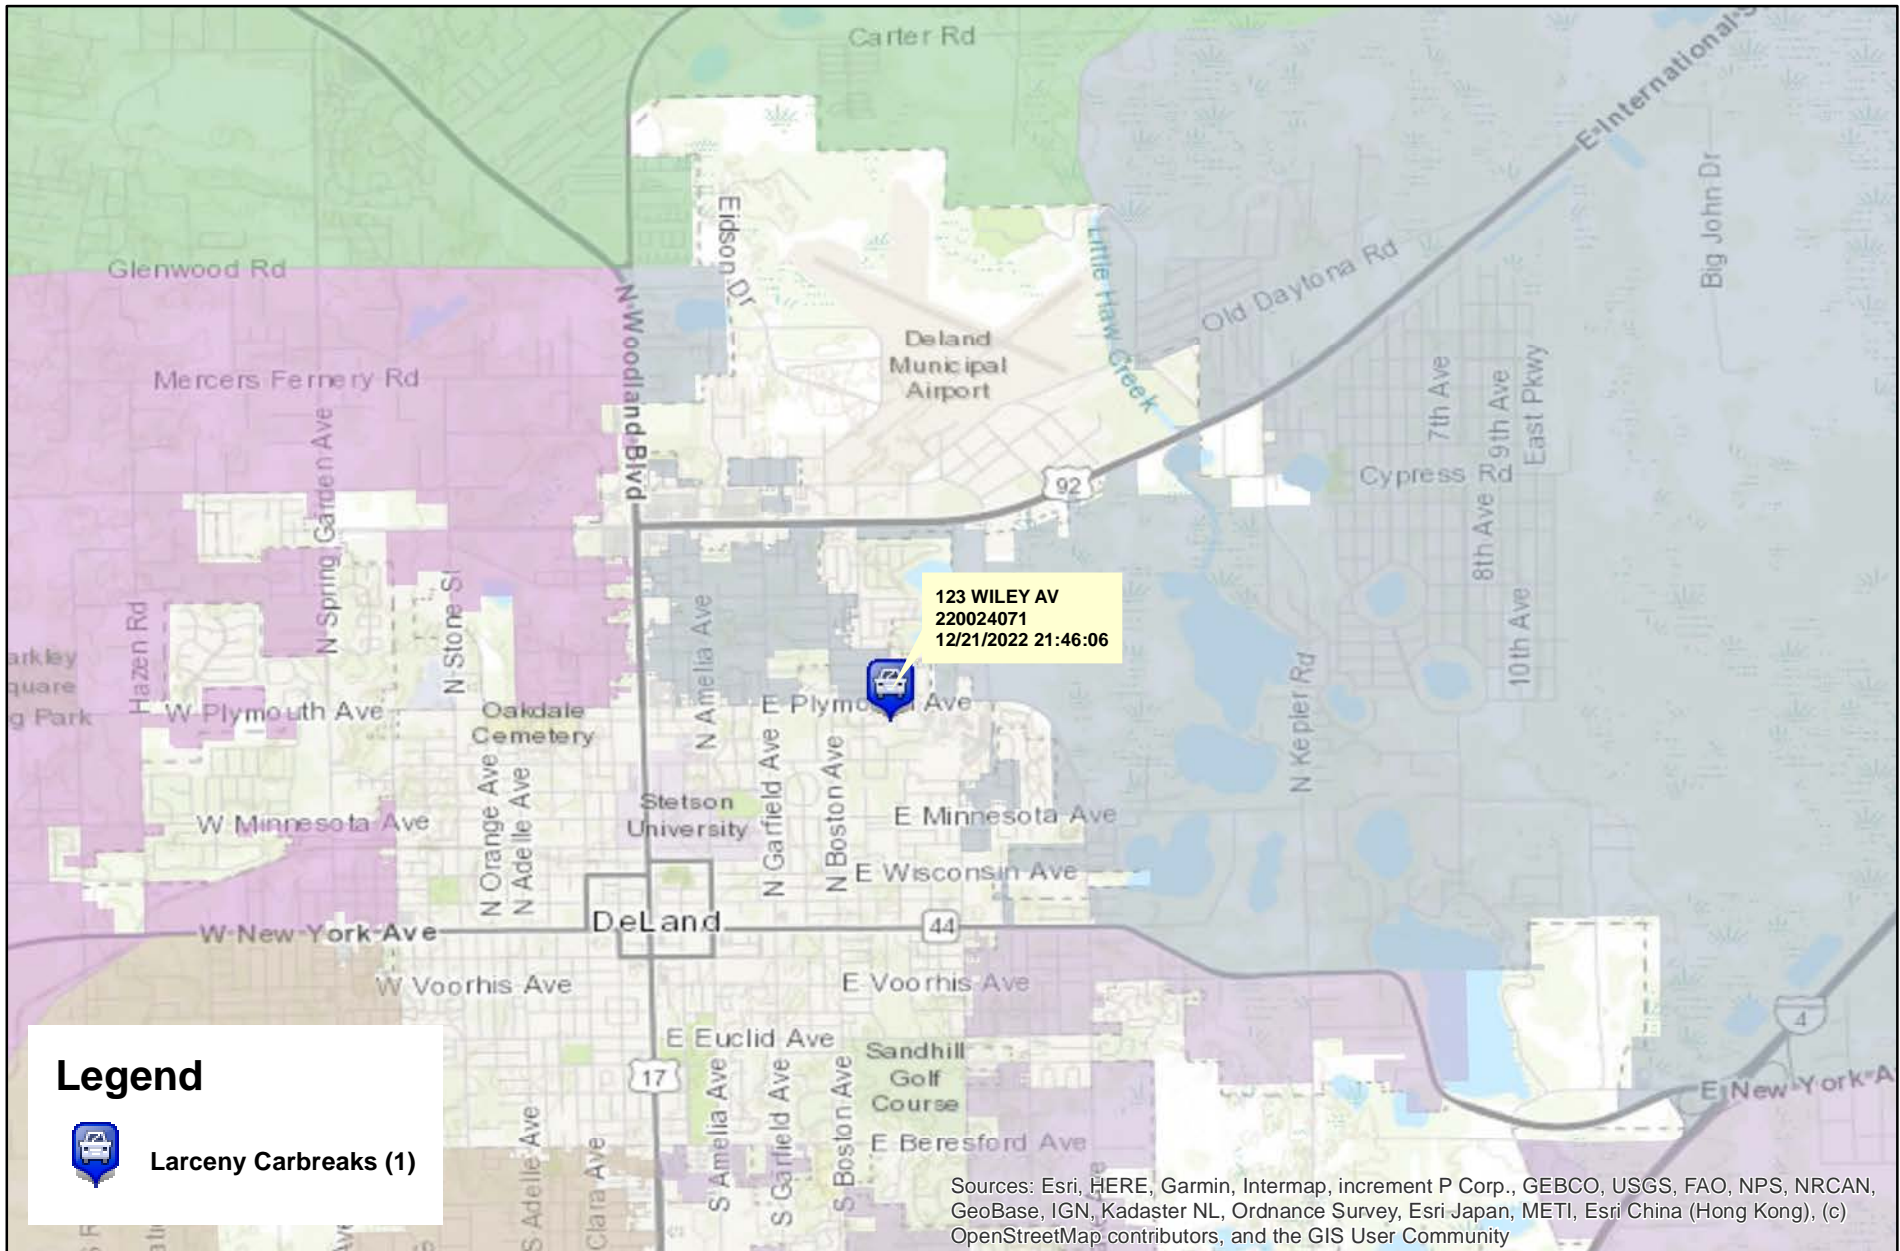 Carter Rd
E International S
Big John Dr
Eidson Dr
Little Haw Creek
Old Daytona Rd
Glenwood Rd
N Woodland Blvd
Deland
Municipal
Airport
Mercers Fernery Rd
7th Ave
9th Ave
East Pkwy
N Spring Garden Ave
92
Cypress Rd
8th Ave
123 WILEY AV
220024071
12/21/2022 21:46:06
Hazen Rd
N Stone St
N Amelia Ave
10th Ave
arkley
quare
g Park
W Plymouth Ave
Oakdale
Cemetery
E Plymo Ave
N Kepler Rd
N Orange Ave
N Adelle Ave
Stetson
University
N Garfield Ave
N Boston Ave
W Minnesota Ave
E Minnesota Ave
E Wisconsin Ave
W New York Ave
DeLand
44
W Voorhis Ave
E Voorhis Ave
4
E Euclid Ave
Sandhill
Golf
Course
17
E New York A
S Amelia Ave
S Garfield Ave
S Boston Ave
E Beresford Ave
S Adelle Ave
Clara Ave
Legend
Larceny Carbreaks (1)
Sources: Esri, HERE, Garmin, Intermap, increment P Corp., GEBCO, USGS, FAO, NPS, NRCAN,
GeoBase, IGN, Kadaster NL, Ordnance Survey, Esri Japan, METI, Esri China (Hong Kong), (c)
OpenStreetMap contributors, and the GIS User Community